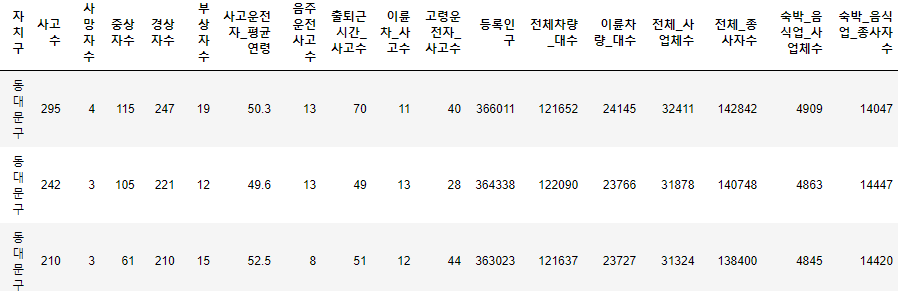 자치구 사고수 사망자수 중상자수 경상자수 부상자수 사고운전자_평균연령 음주운전사고수 출퇴근시간_사고수 이륜차_사고수 고령운전자_사고수 등록인구 전체차량_대수 이륜차량_대수 전체_사업체수 전체_종사자수 숙박_음식업_사업체수 숙박_음식업_종사자수
동대문구 295 4 115 247 19 50.3 13 70 11 40 366011 121652 24145 32411 142842 4909 14047
동대문구 242 3 105 221 12 49.6 13 49 13 28 364338 122090 23766 31878 140748 4863 14447
동대문구 210 3 61 210 15 52.5 8 51 12 44 363023 121637 23727 31324 138400 4845 14420